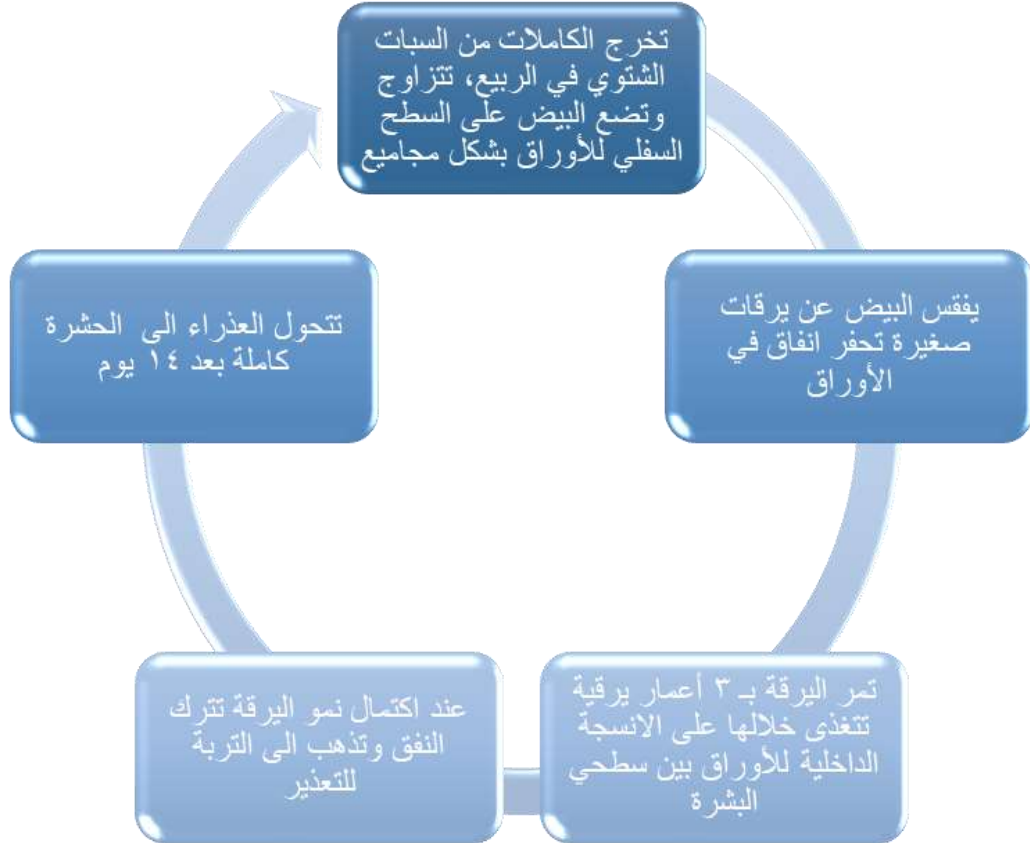 تخرج الكاملات من السبات
الشتوي في الربيع، تتزاوج
وتضع البيض على السطح
السفلي للأوراق بشكل مجاميع
يفقس البيض عن يرقات
صغيرة تحفر انفاق في
الأوراق
تمر اليرقة بـ ٣ أعمار يرقية
تتغذى خلالها على الانسجة
الداخلية للأوراق بين سطحي
البشرة
عند اكتمال نمو اليرقة تترك
النفق وتذهب الى التربة
للتعذير
تتحول العذراء الى الحشرة
كاملة بعد ١٤ يوم